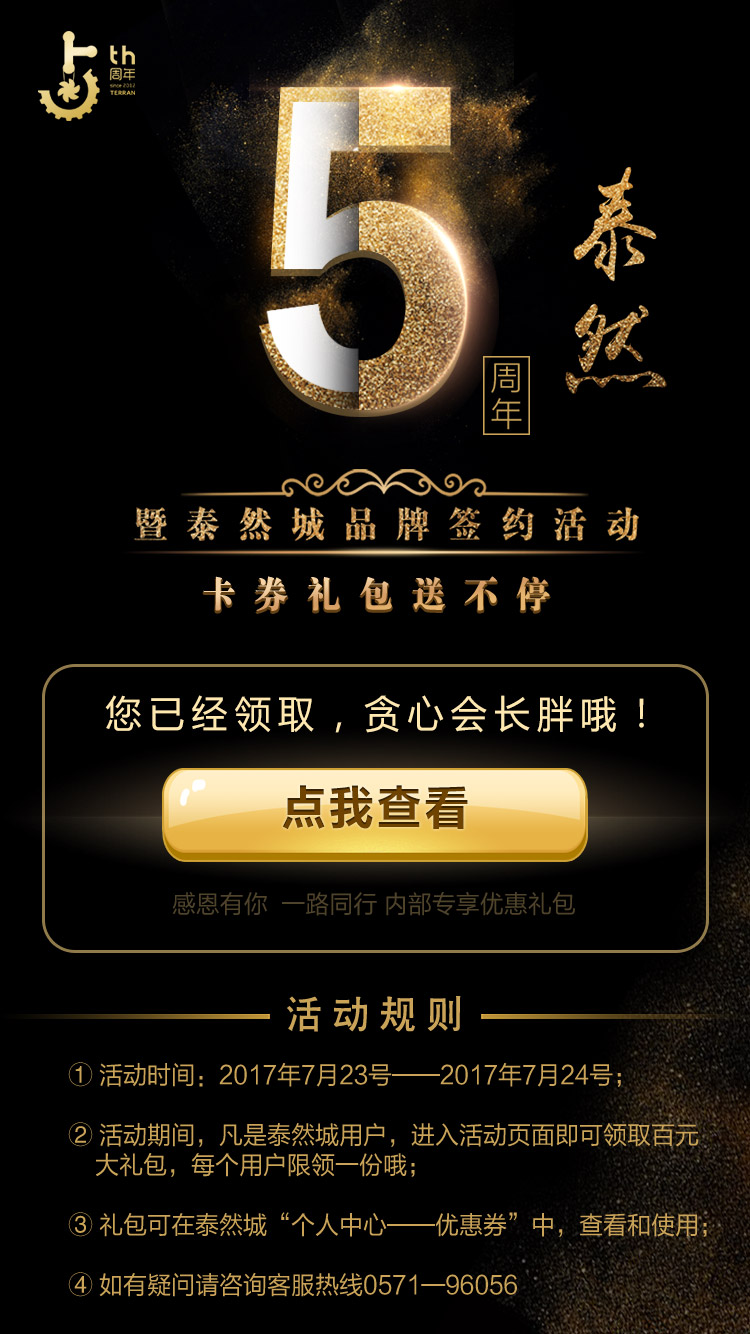 5th
周年
since 2012
TERRAN
5
周年
泰然
暨泰然城品牌签约活动
卡券礼包送不停
您已经领取，贪心会长胖哦！
点我查看
感恩有你 一路同行 内部专享优惠礼包
活动规则
① 活动时间：2017年7月23号——2017年7月24号；
② 活动期间，凡是泰然城用户，进入活动页面即可领取百元
大礼包，每个用户限领一份哦；
③ 礼包可在泰然城“个人中心——优惠券”中，查看和使用；
④ 如有疑问请咨询客服热线0571—96056